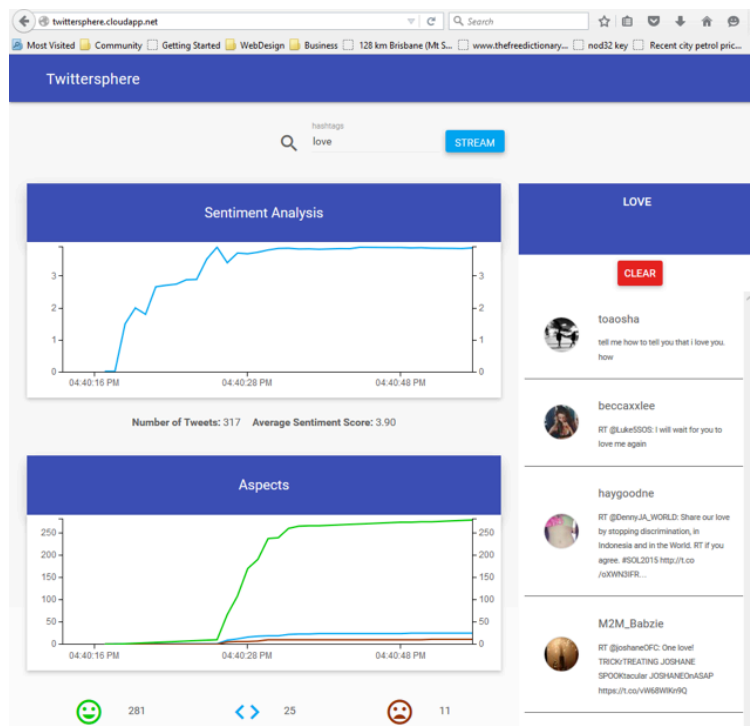 twittersphere.cloudapp.net
Search
Most Visited Community Getting Started WebDesign Business 128 km Brisbane (Mt S... www.thefreedictionary... nod32 key Recent city petrol pric...
Twittersphere
hashtags
love
STREAM
Sentiment Analysis
3
2
1
0
3
2
1
0
04:40:16 PM 04:40:28 PM 04:40:48 PM
Number of Tweets: 317 Average Sentiment Score: 3.90
Aspects
250
200
150
100
50
0
250
200
150
100
50
0
04:40:16 PM 04:40:28 PM 04:40:48 PM
281 25 11
LOVE
CLEAR
toaosha
tell me how to tell you that i love you.
how
beccaxxlee
RT @Luke5SOS: I will wait for you to
love me again
haygoodne
RT @DennyJA_WORLD: Share our love
by stopping discrimination, in
Indonesia and in the World. RT if you
agree. #SOL2015 http://t.co
/oXWN3IFR...
M2M_Babzie
RT @joshaneOFC: One love!
TRICKrTREATING JOSHANE
SPOOKtacular JOSHANEOnASAP
https://t.co/vW68WIKn9Q